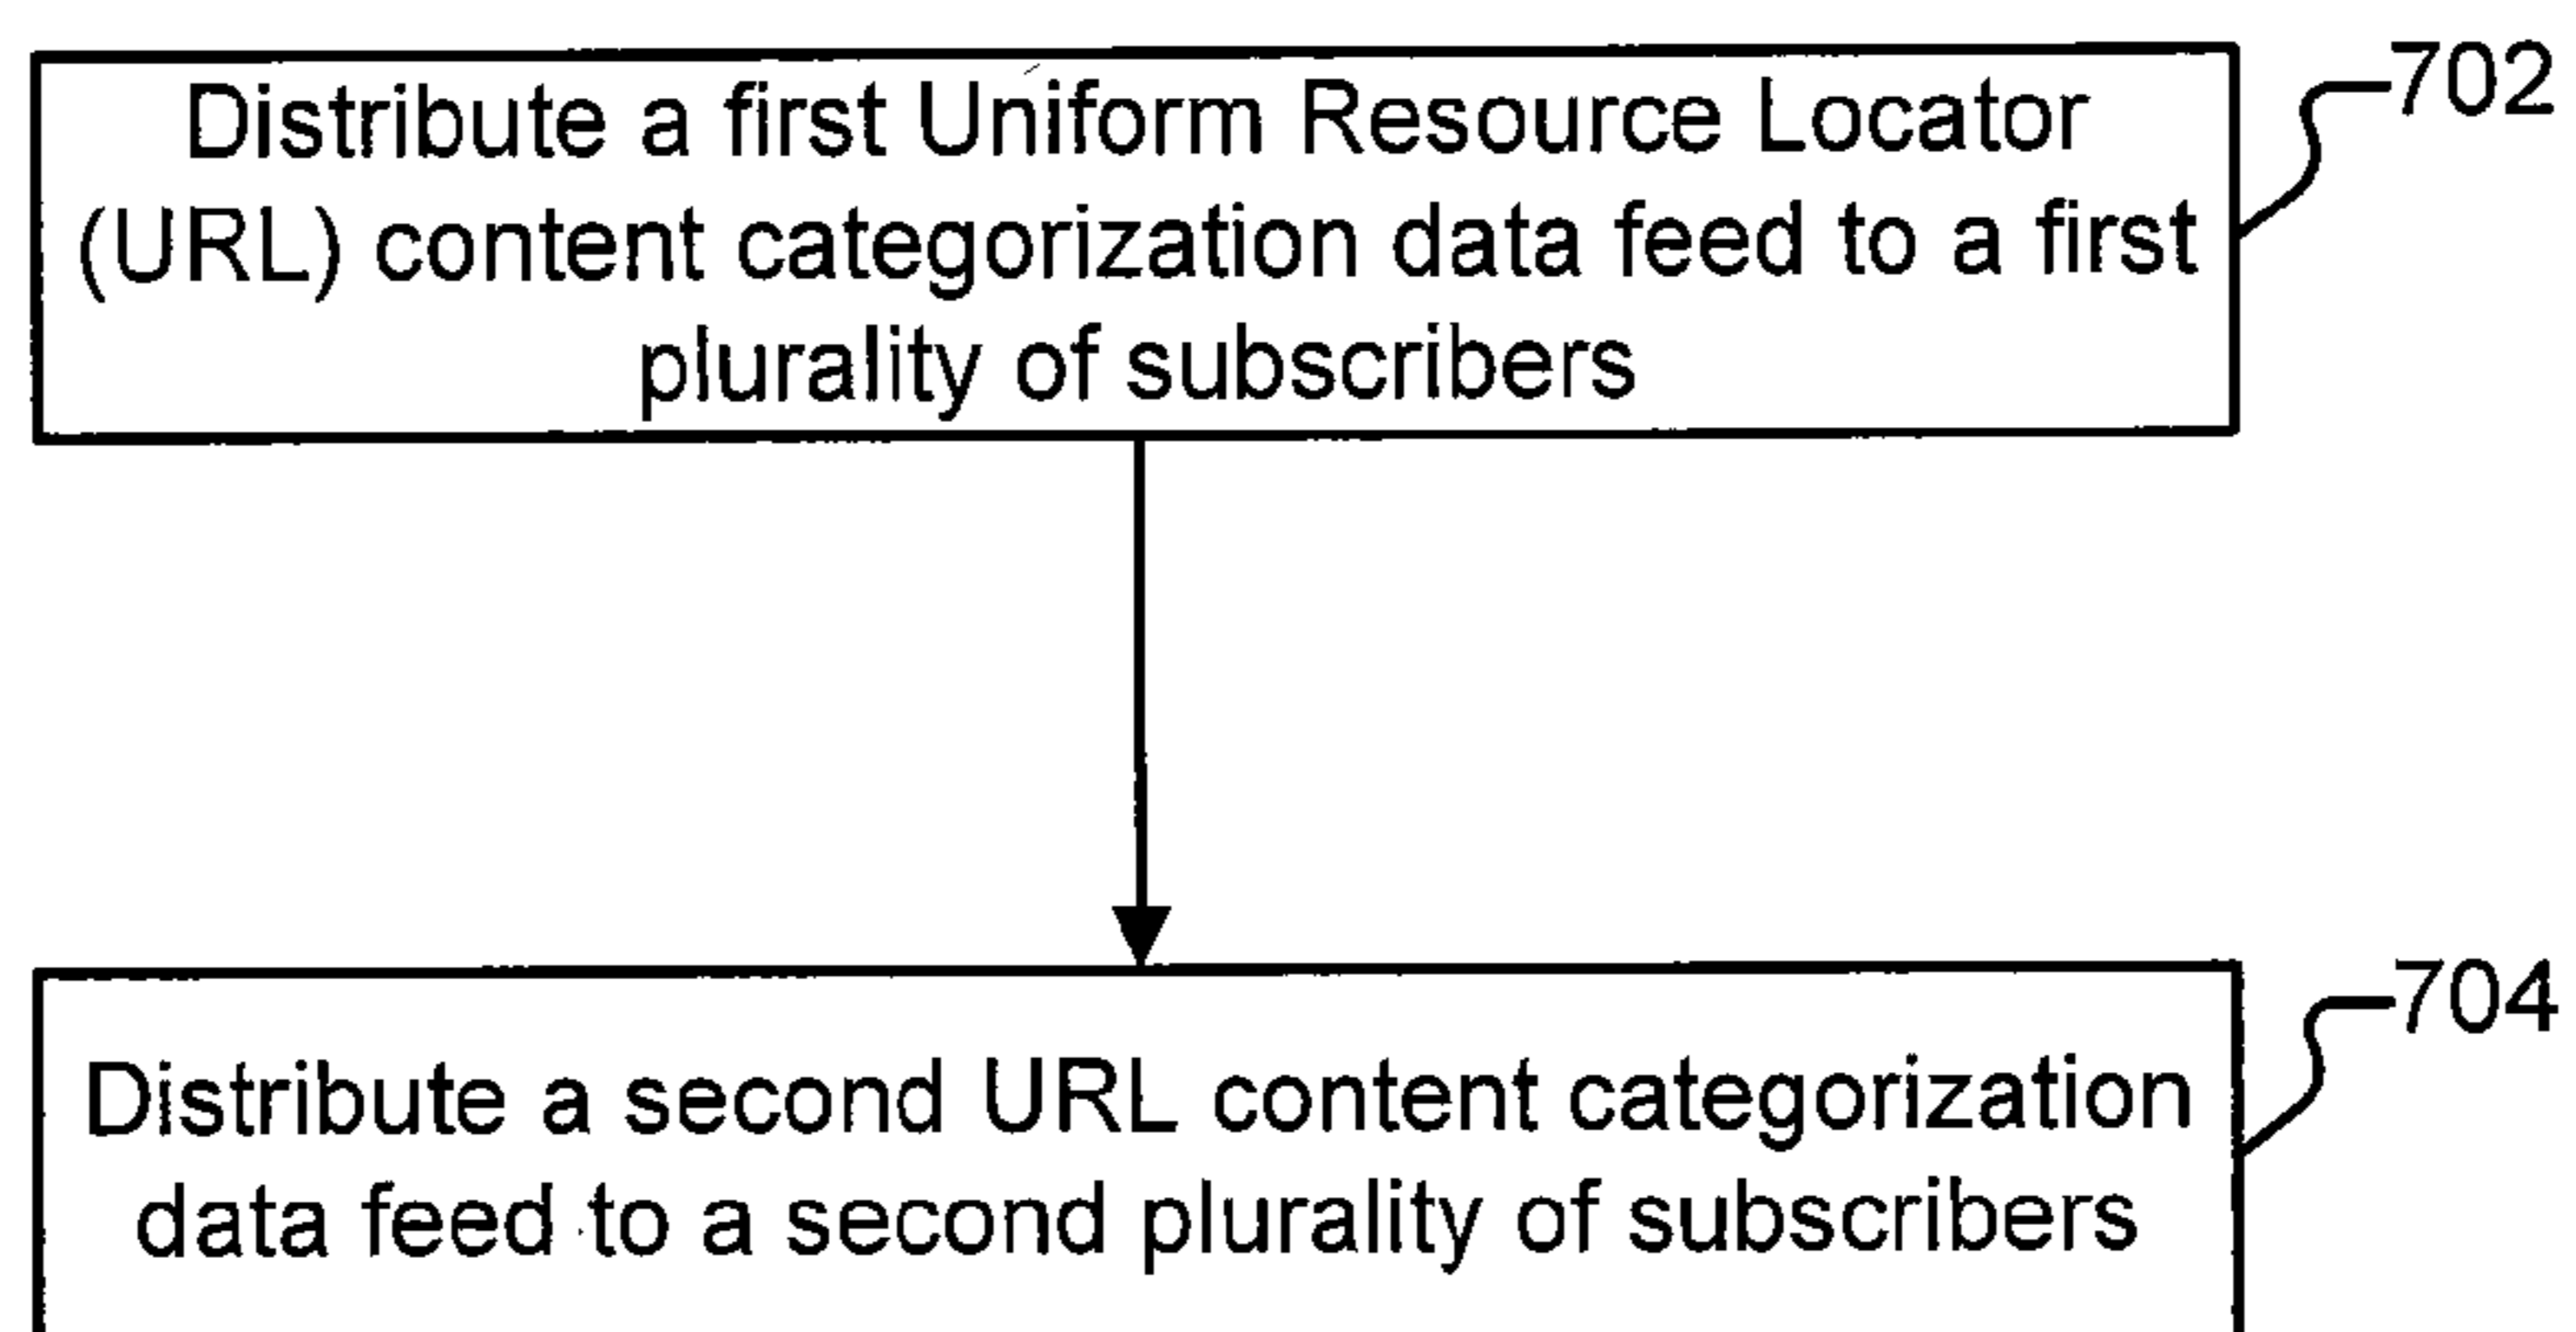 Distribute a first Uniform Resource Locator
(URL) content categorization data feed to a first
plurality of subscribers
702
Distribute a second URL content categorization
data feed to a second plurality of subscribers
704